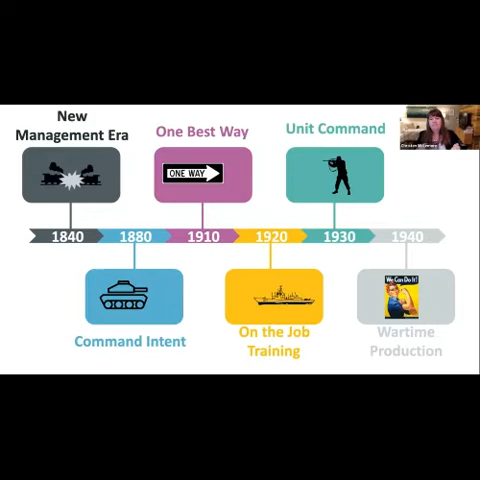 New
Management Era
One Best Way
Unit Command
ONE WAY
1840
1880
1910
1920
1930
1940
We Can Do It!
Command Intent
On the Job
Training
Wartime
Production